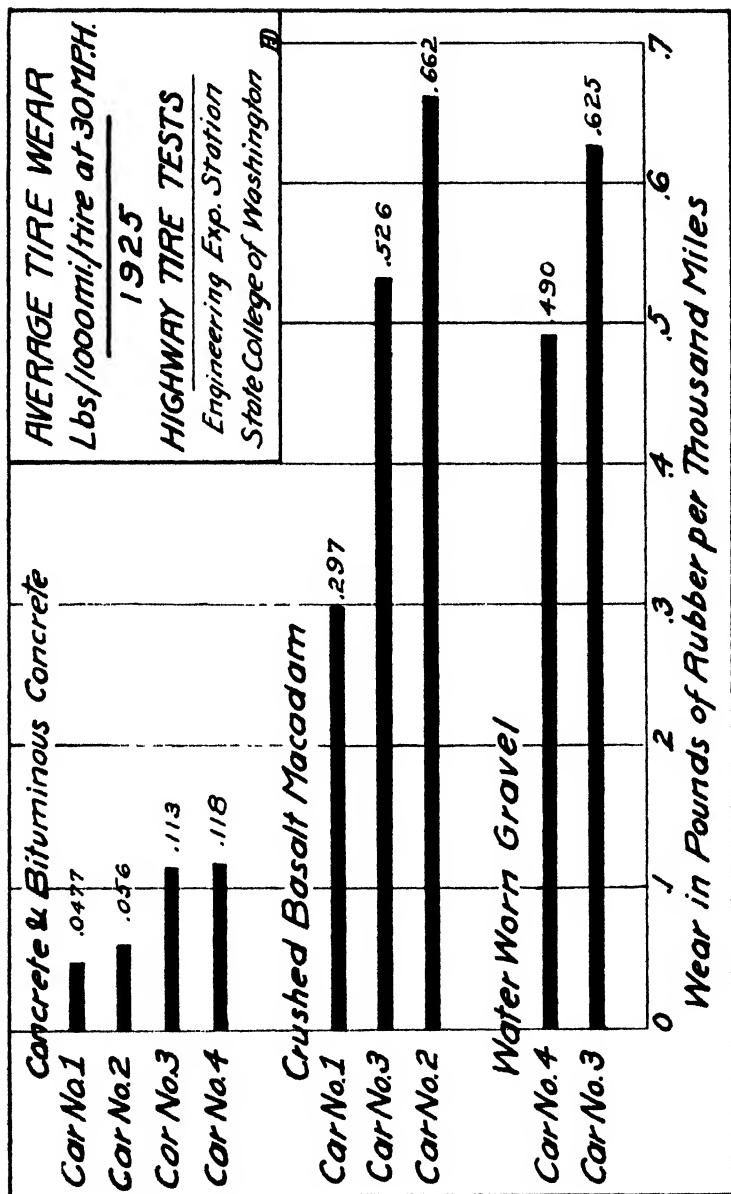 AVERAGE TIRE WEAR
Lbs/1000mi./tire at 30 M.P.H.
1925
HIGHWAY TIRE TESTS
Engineering Exp. Station
State College of Washington
Concrete & Bituminous Concrete
Car No.1 .0477
Car No.2 .056
Car No.3 .113
Car No.4 .118
Crushed Basalt Macadam
Car No.1 .297
Car No.3 .526
Car No.2 .662
Water Worn Gravel
Car No.4 .490
Car No.3 .625
0 .1 .2 .3 .4 .5 .6 .7
Wear in Pounds of Rubber per Thousand Miles